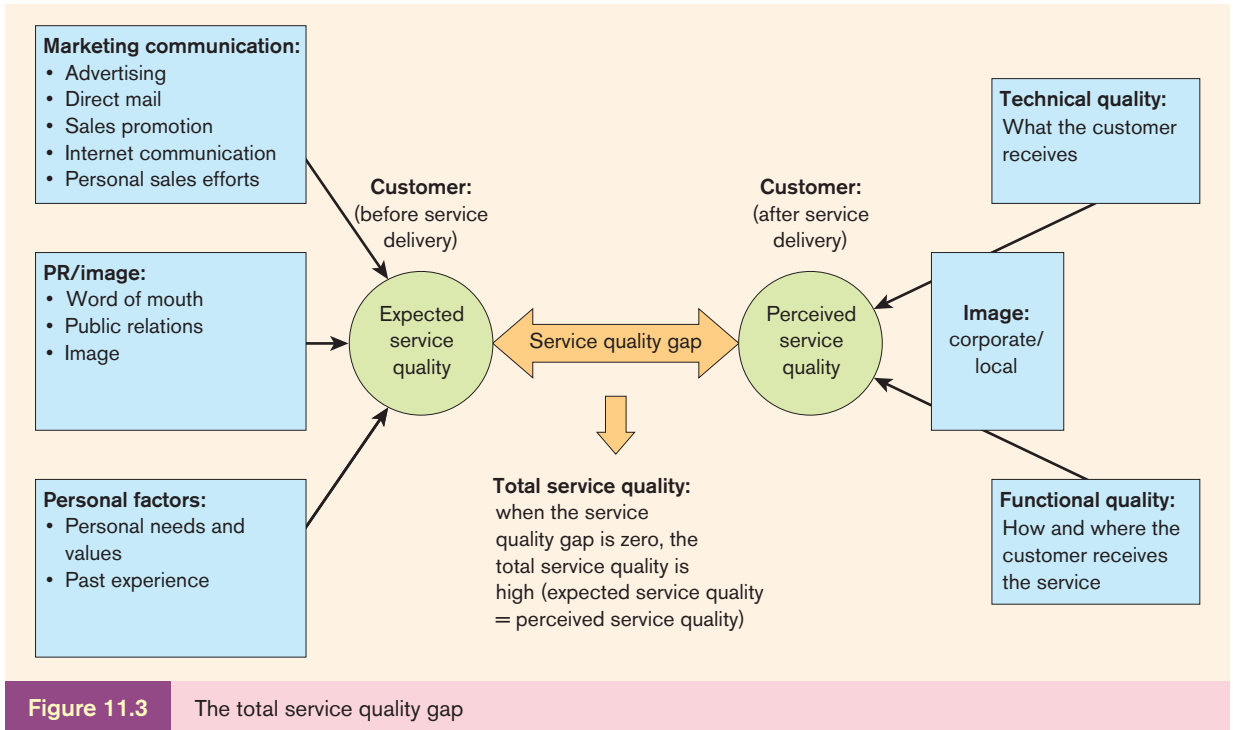 Marketing communication:
• Advertising
• Direct mail
• Sales promotion
• Internet communication
• Personal sales efforts
PR/image:
• Word of mouth
• Public relations
• Image
Personal factors:
• Personal needs and
values
• Past experience
Customer:
(before service
delivery)
Expected
service
quality
Service quality gap
Customer:
(after service
delivery)
Perceived
service
quality
Total service quality:
when the service
quality gap is zero, the
total service quality is
high (expected service quality
= perceived service quality)
Technical quality:
What the customer
receives
Image:
corporate/
local
Functional quality:
How and where the
customer receives
the service
Figure 11.3 The total service quality gap